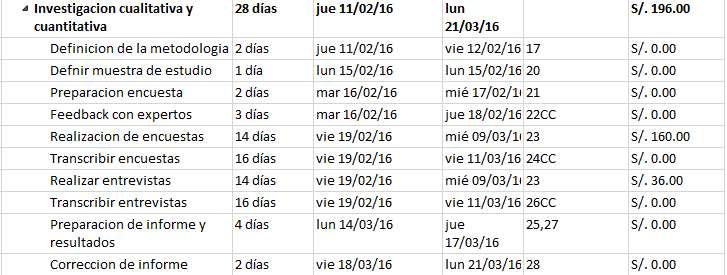 Investigacion cualitativa y cuantitativa 28 días jue 11/02/16 lun 21/03/16 S/. 196.00
Definicion de la metodologia 2 días jue 11/02/16 vie 12/02/16 17 S/. 0.00
Defnir muestra de estudio 1 día lun 15/02/16 lun 15/02/16 20 S/. 0.00
Preparacion encuesta 2 días mar 16/02/16 mié 17/02/16 21 S/. 0.00
Feedback con expertos 3 días mar 16/02/16 jue 18/02/16 22CC S/. 0.00
Realizacion de encuestas 14 días vie 19/02/16 mié 09/03/16 23 S/. 160.00
Transcribir encuestas 16 días vie 19/02/16 vie 11/03/16 24CC S/. 0.00
Realizar entrevistas 14 días vie 19/02/16 mié 09/03/16 23 S/. 36.00
Transcribir entrevistas 16 días vie 19/02/16 vie 11/03/16 26CC S/. 0.00
Preparacion de informe y resultados 4 días lun 14/03/16 jue 17/03/16 25,27 S/. 0.00
Correccion de informe 2 días vie 18/03/16 lun 21/03/16 28 S/. 0.00